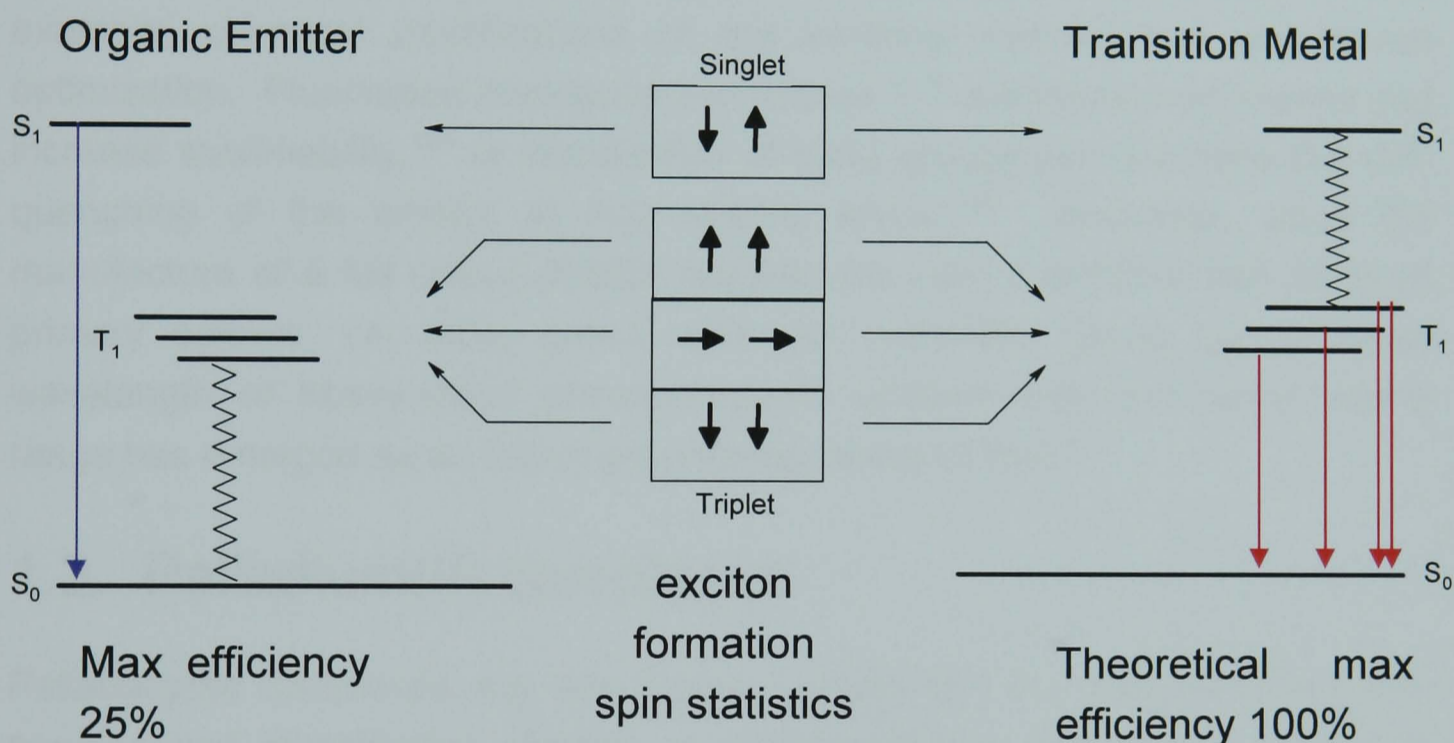 Organic Emitter
Singlet
Transition Metal
S1
S1
T1
T1
Triplet
S0
S0
exciton
formation
spin statistics
Max efficiency
25%
Theoretical max
efficiency 100%